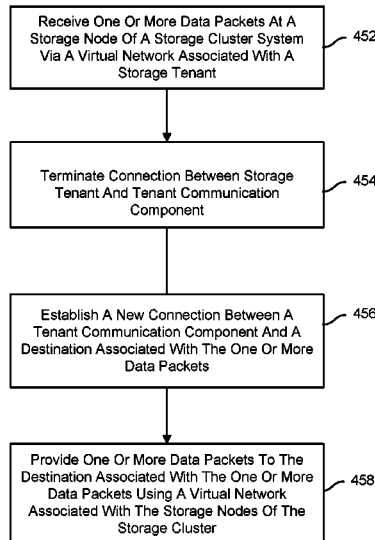 Receive One Or More Data Packets At A
Storage Node Of A Storage Cluster System
Via A Virtual Network Associated With A
Storage Tenant
452
Terminate Connection Between Storage
Tenant And Tenant Communication
Component
454
Establish A New Connection Between A
Tenant Communication Component And A
Destination Associated With The One Or More
Data Packets
456
Provide One Or More Data Packets To The
Destination Associated With The One Or More
Data Packets Using A Virtual Network
Associated With The Storage Nodes Of The
Storage Cluster
458